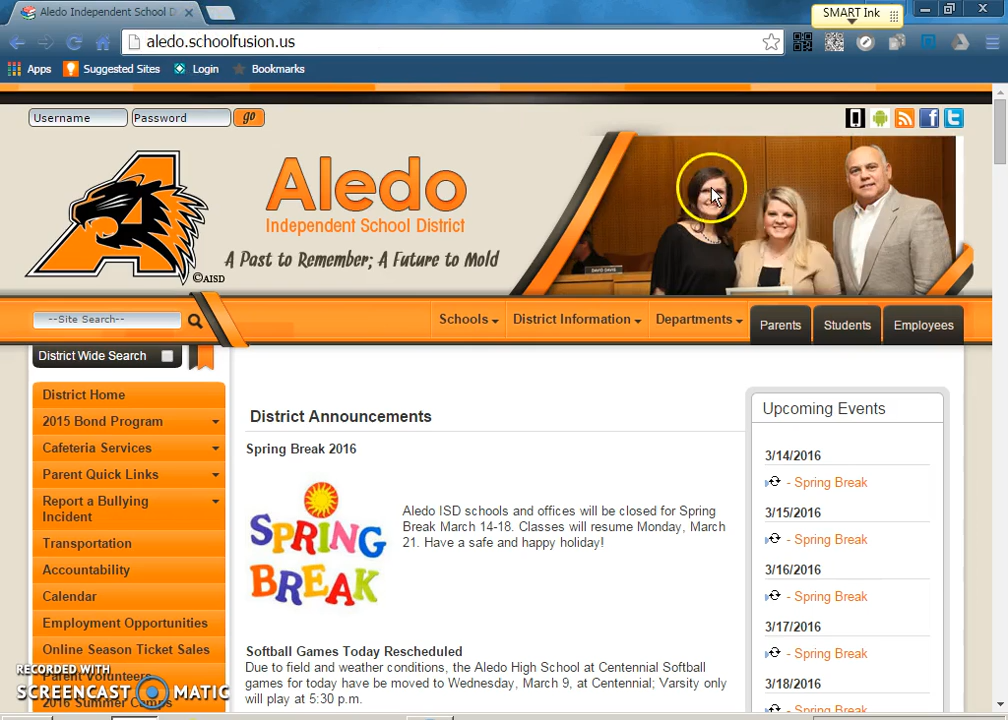 Aledo Independent School D
SMART Ink
aledo.schoolfusion.us
Apps
Suggested Sites
Login
Bookmarks
Username
Password
go
A
©AISD
Aledo
Independent School District
A Past to Remember; A Future to Mold
DAVID DAVIS
--Site Search--
Schools
District Information
Departments
Parents
Students
Employees
District Wide Search
District Home
2015 Bond Program
Cafeteria Services
Parent Quick Links
Report a Bullying
Incident
Transportation
Accountability
Calendar
Employment Opportunities
Online Season Ticket Sales
Parent Volunteers
2016 Summer Camps
District Announcements
Spring Break 2016
SPRING
BREAK
Aledo ISD schools and offices will be closed for Spring
Break March 14-18. Classes will resume Monday, March
21. Have a safe and happy holiday!
Softball Games Today Rescheduled
Due to field and weather conditions, the Aledo High School at Centennial Softball
games for today have be moved to Wednesday, March 9, at Centennial; Varsity only
will play at 5:30 p.m.
Upcoming Events
3/14/2016
- Spring Break
3/15/2016
- Spring Break
3/16/2016
- Spring Break
3/17/2016
- Spring Break
3/18/2016
- Spring Break
RECORDED WITH
SCREENCAST MATIC